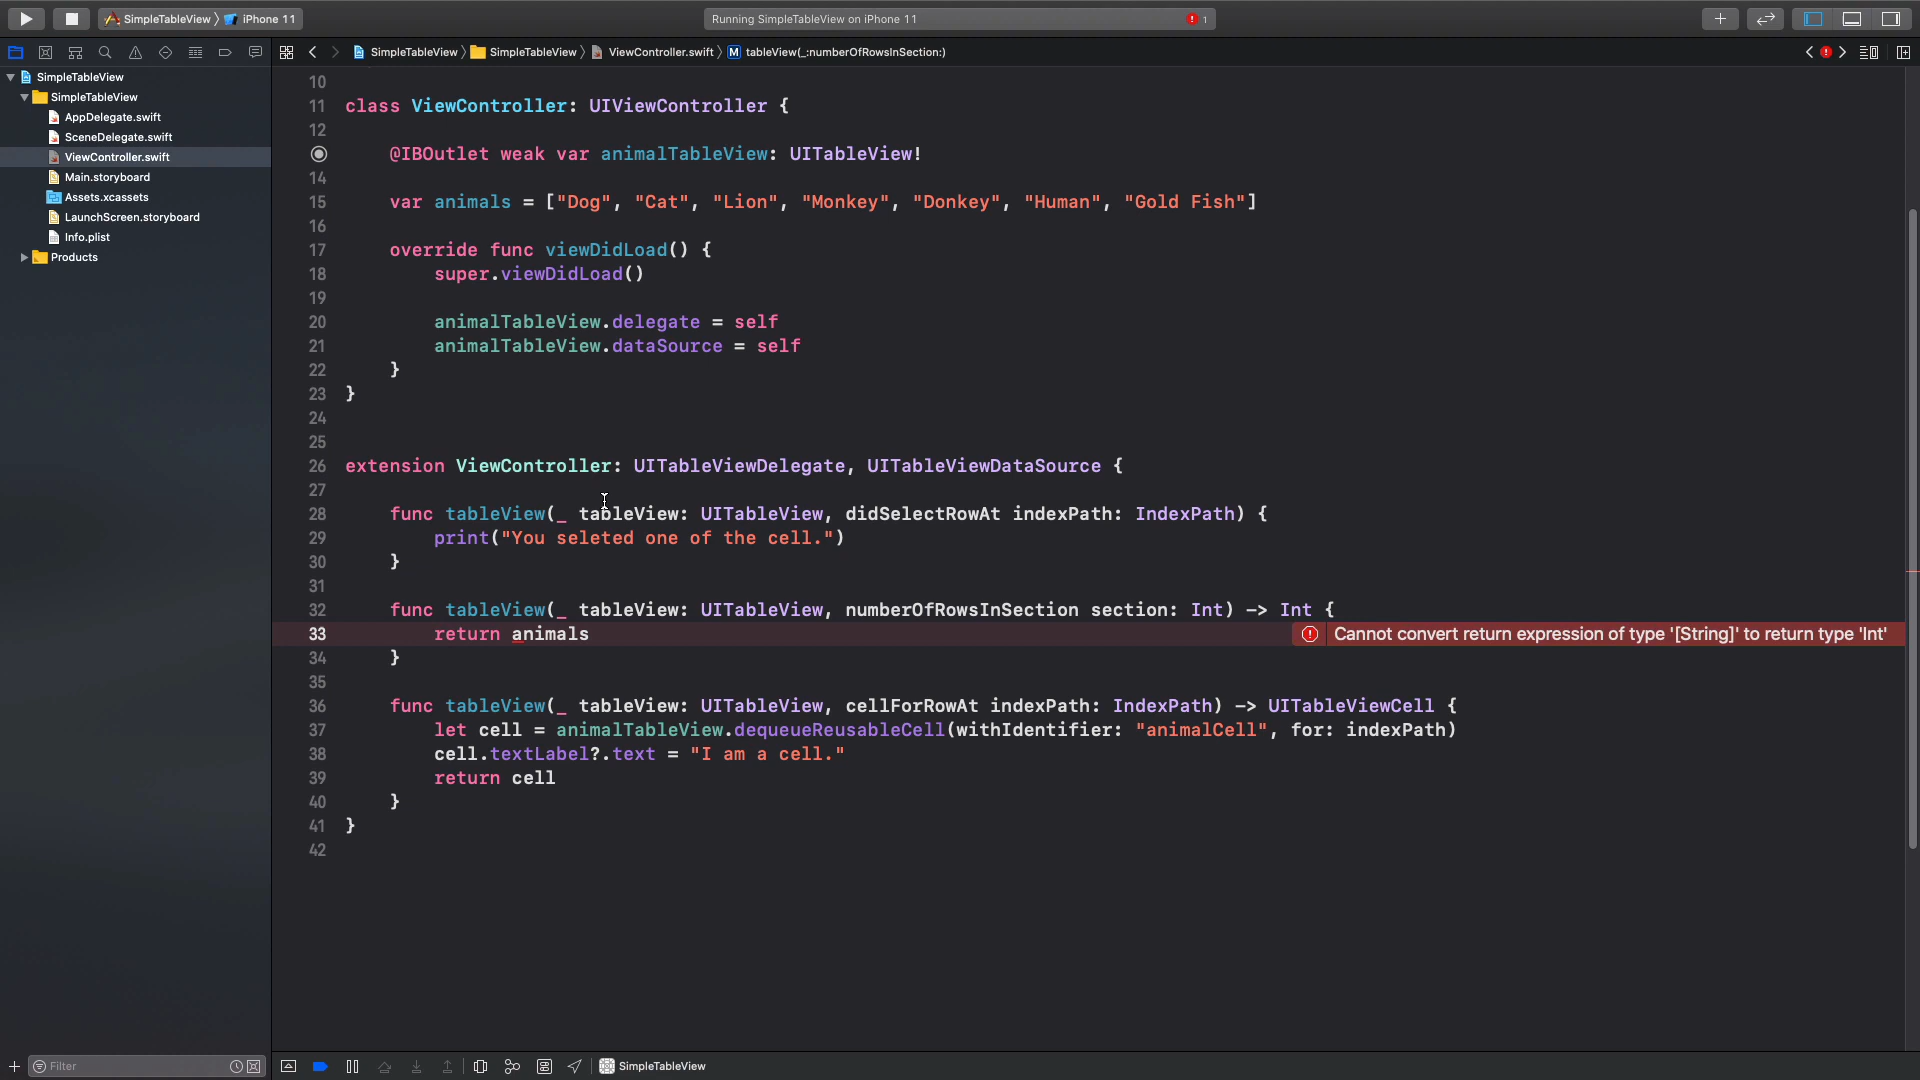 SimpleTableView 〉 iPhone 11
Running SimpleTableView on iPhone 11
1
SimpleTableView 〉 SimpleTableView 〉 ViewController.swift 〉 M tableView(_:numberOfRowsInSection:)
SimpleTableView
SimpleTableView
AppDelegate.swift
SceneDelegate.swift
ViewController.swift
Main.storyboard
Assets.xcassets
LaunchScreen.storyboard
Info.plist
Products
10
11 class ViewController: UIViewController {
12
@IBOutlet weak var animalTableView: UITableView!
14
15 var animals = ["Dog", "Cat", "Lion", "Monkey", "Donkey", "Human", "Gold Fish"]
16
17 override func viewDidLoad() {
18 super.viewDidLoad()
19
20 animalTableView.delegate = self
21 animalTableView.dataSource = self
22 }
23 }
24
25
26 extension ViewController: UITableViewDelegate, UITableViewDataSource {
27
28 func tableView(_ tableView: UITableView, didSelectRowAt indexPath: IndexPath) {
29 print("You seleted one of the cell.")
30 }
31
32 func tableView(_ tableView: UITableView, numberOfRowsInSection section: Int) -> Int {
33 return animals Cannot convert return expression of type '[String]' to return type 'Int'
34 }
35
36 func tableView(_ tableView: UITableView, cellForRowAt indexPath: IndexPath) -> UITableViewCell {
37 let cell = animalTableView.dequeueReusableCell(withIdentifier: "animalCell", for: indexPath)
38 cell.textLabel?.text = "I am a cell."
39 return cell
40 }
41 }
42
Filter
SimpleTableView